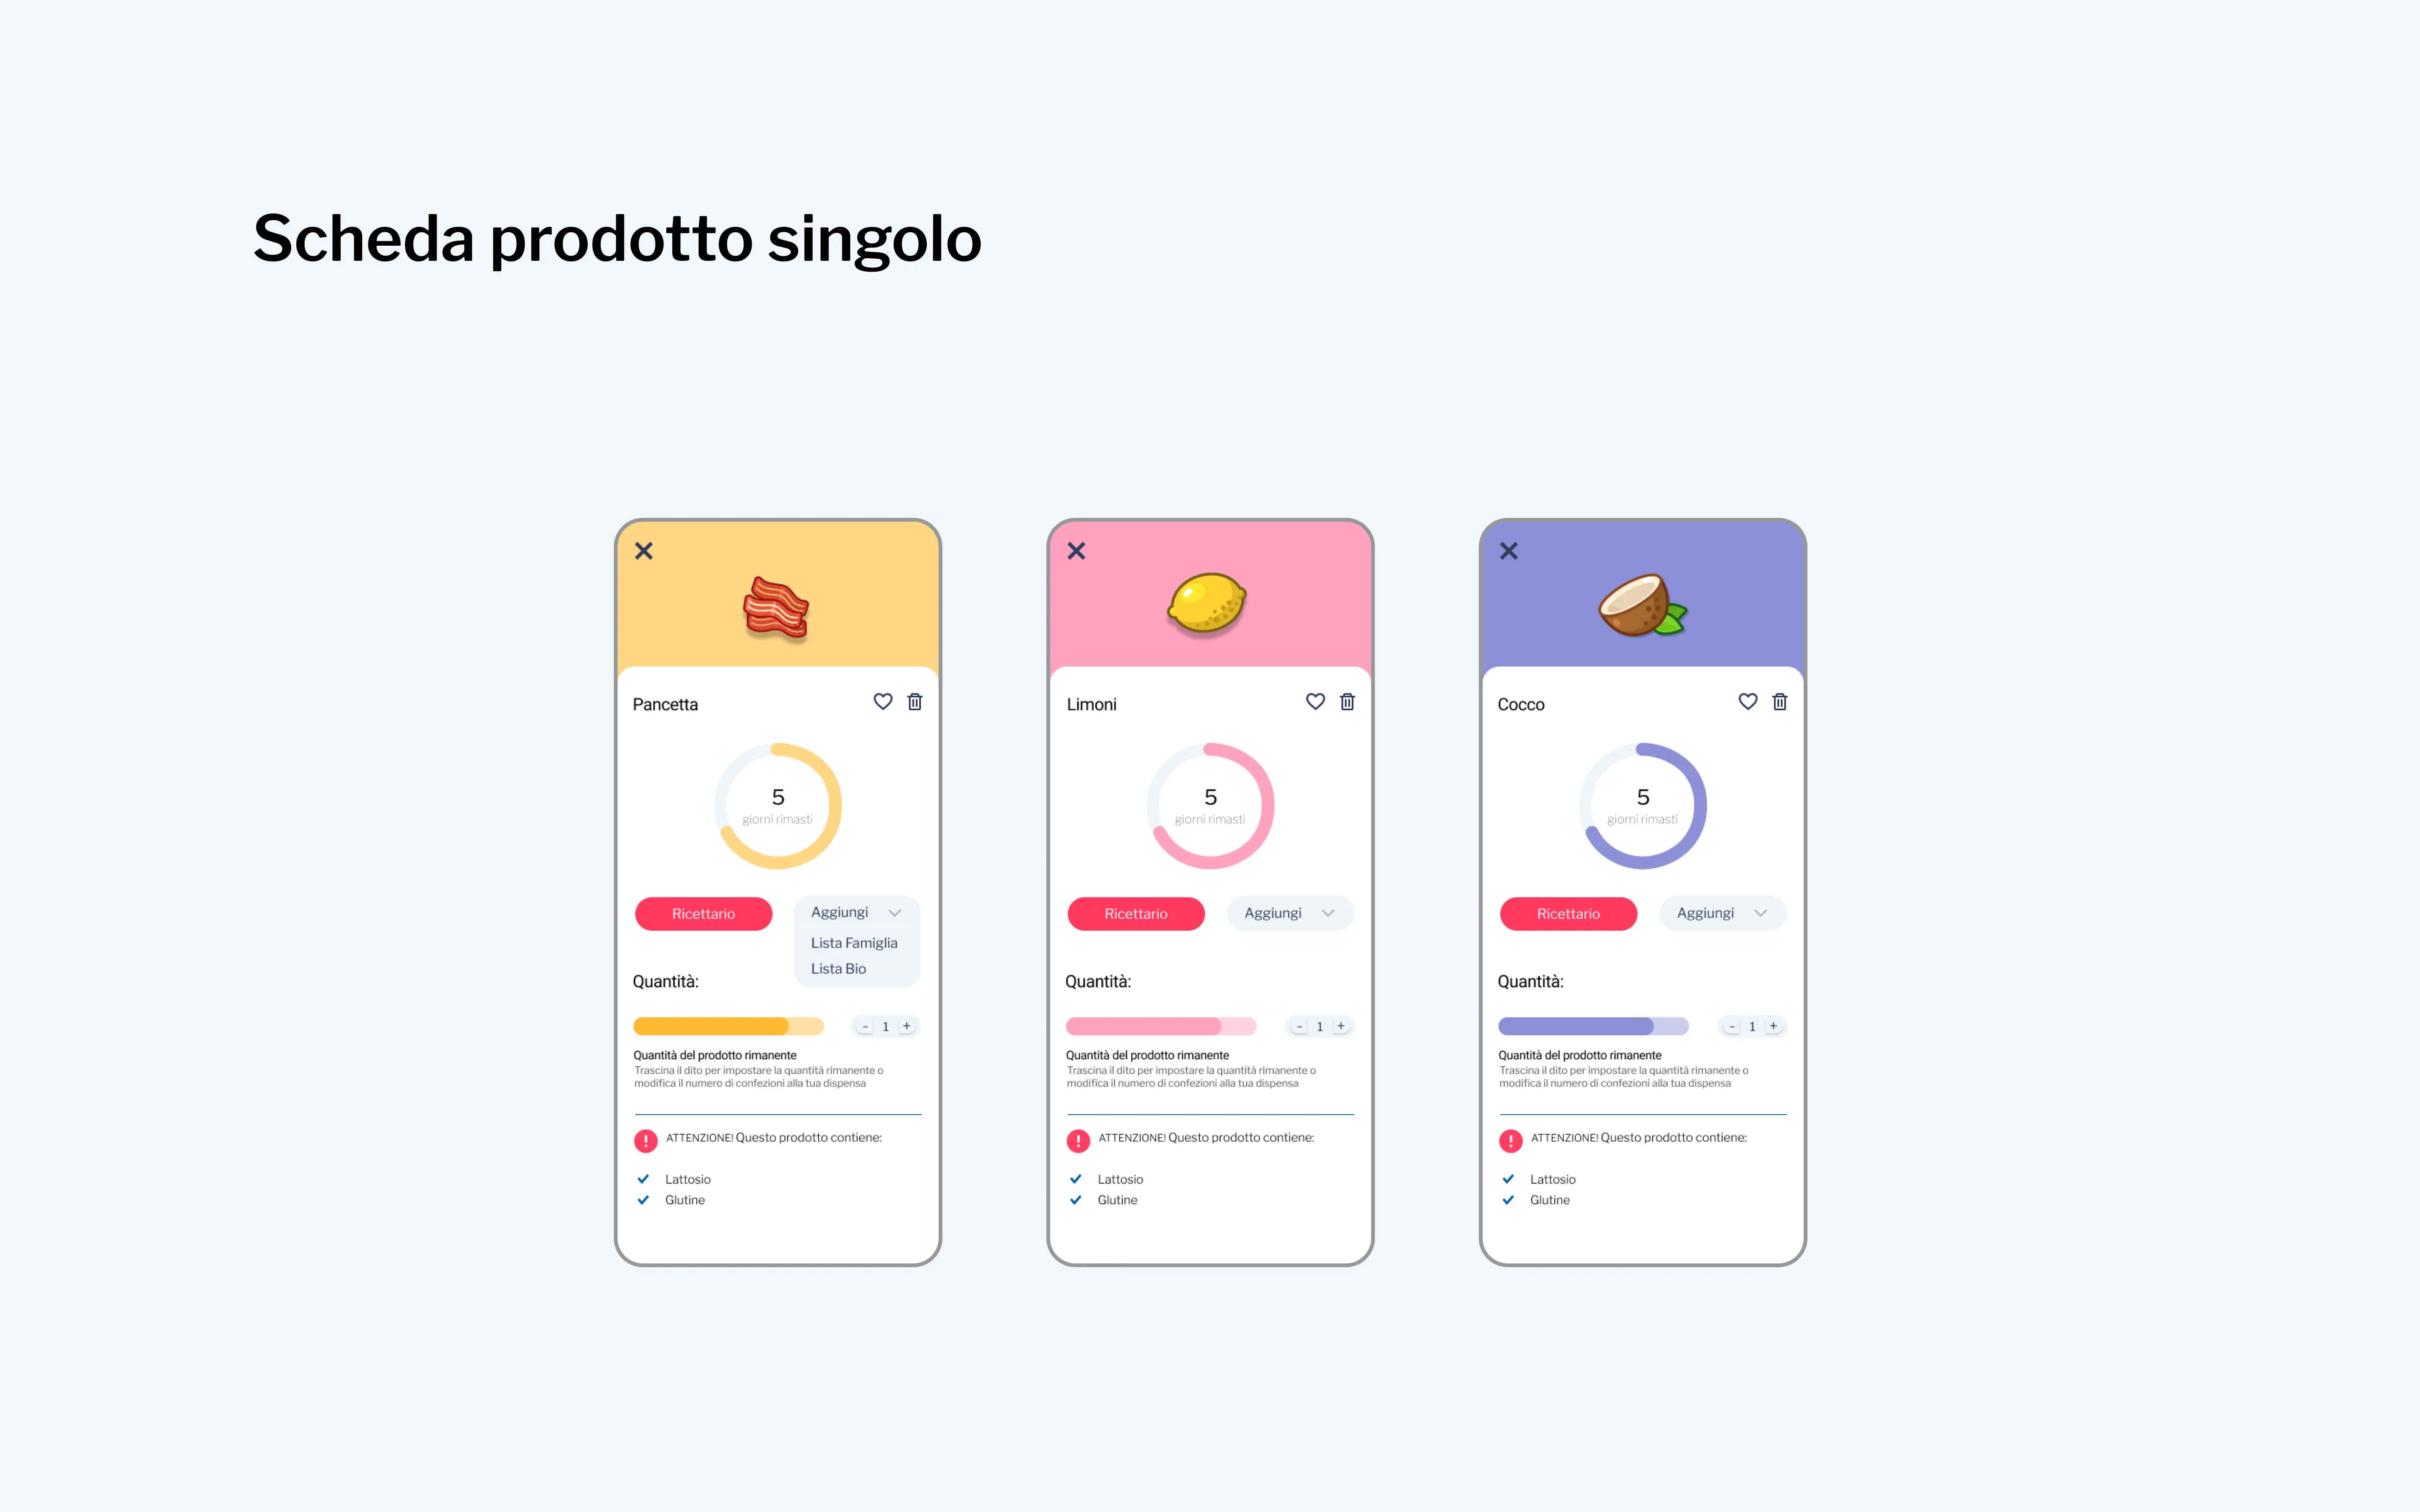 Scheda prodotto singolo
Pancetta
5
giorni rimasti
Ricettario
Aggiungi
Lista Famiglia
Lista Bio
Quantità:
- 1 +
Quantità del prodotto rimanente
Trascina il dito per impostare la quantità rimanente o
modifica il numero di confezioni alla tua dispensa
! ATTENZIONE! Questo prodotto contiene:
Lattosio
Glutine
Limoni
5
giorni rimasti
Ricettario
Aggiungi
Quantità:
- 1 +
Quantità del prodotto rimanente
Trascina il dito per impostare la quantità rimanente o
modifica il numero di confezioni alla tua dispensa
! ATTENZIONE! Questo prodotto contiene:
Lattosio
Glutine
Cocco
5
giorni rimasti
Ricettario
Aggiungi
Quantità:
- 1 +
Quantità del prodotto rimanente
Trascina il dito per impostare la quantità rimanente o
modifica il numero di confezioni alla tua dispensa
! ATTENZIONE! Questo prodotto contiene:
Lattosio
Glutine